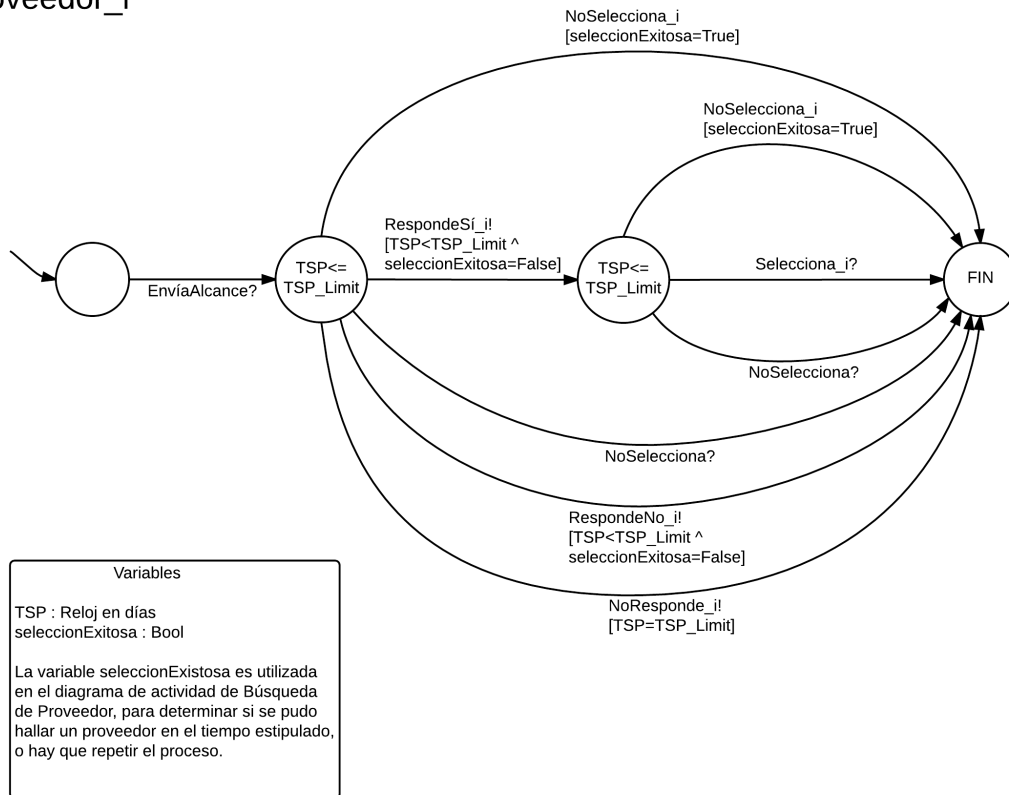 NoSelecciona_i
[seleccionExitosa=True]
NoSelecciona_i
[seleccionExitosa=True]
RespondeSí_i!
[TSP<TSP_Limit ^
seleccionExitosa=False]
EnvíaAlcance?
TSP<=
TSP_Limit
TSP<=
TSP_Limit
Selecciona_i?
FIN
NoSelecciona?
NoSelecciona?
RespondeNo_i!
[TSP<TSP_Limit ^
seleccionExitosa=False]
NoResponde_i!
[TSP=TSP_Limit]
Variables
TSP : Reloj en días
seleccionExitosa : Bool
La variable seleccionExistosa es utilizada
en el diagrama de actividad de Búsqueda
de Proveedor, para determinar si se pudo
hallar un proveedor en el tiempo estipulado,
o hay que repetir el proceso.